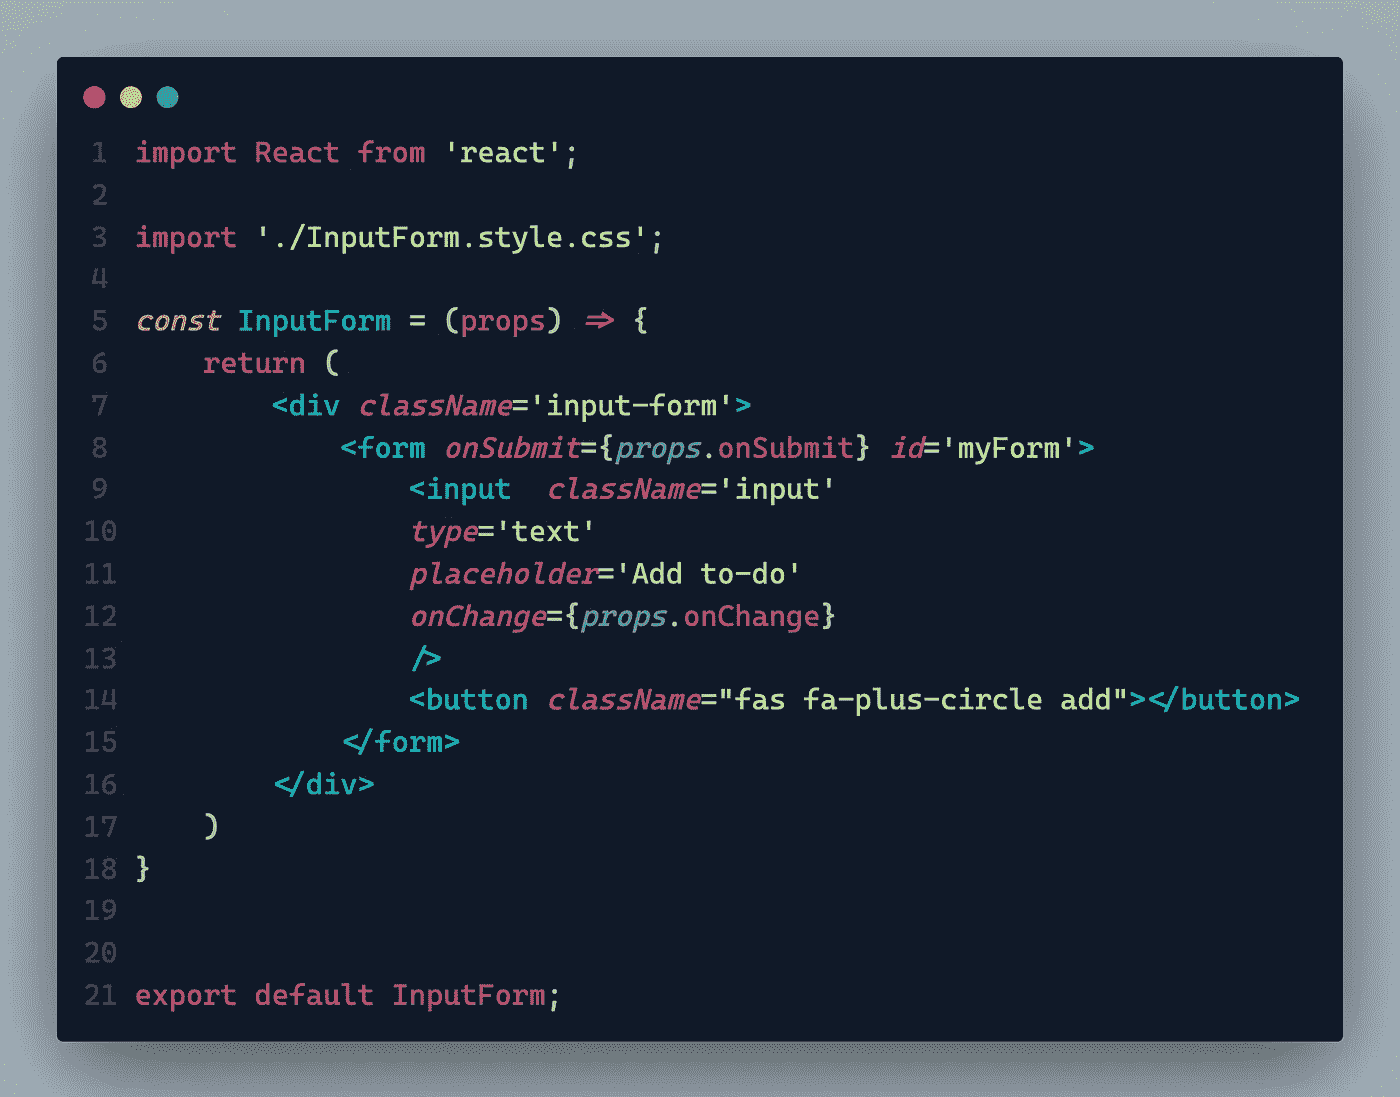 1 import React from 'react';
2
3 import './InputForm.style.css';
4
5 const InputForm = (props) => {
6     return (
7         <div className='input-form'>
8             <form onSubmit={props.onSubmit} id='myForm'>
9                 <input  className='input'
10                 type='text'
11                 placeholder='Add to-do'
12                 onChange={props.onChange}
13                 />
14                 <button className="fas fa-plus-circle add"></button>
15             </form>
16         </div>
17     )
18 }
19
20
21 export default InputForm;